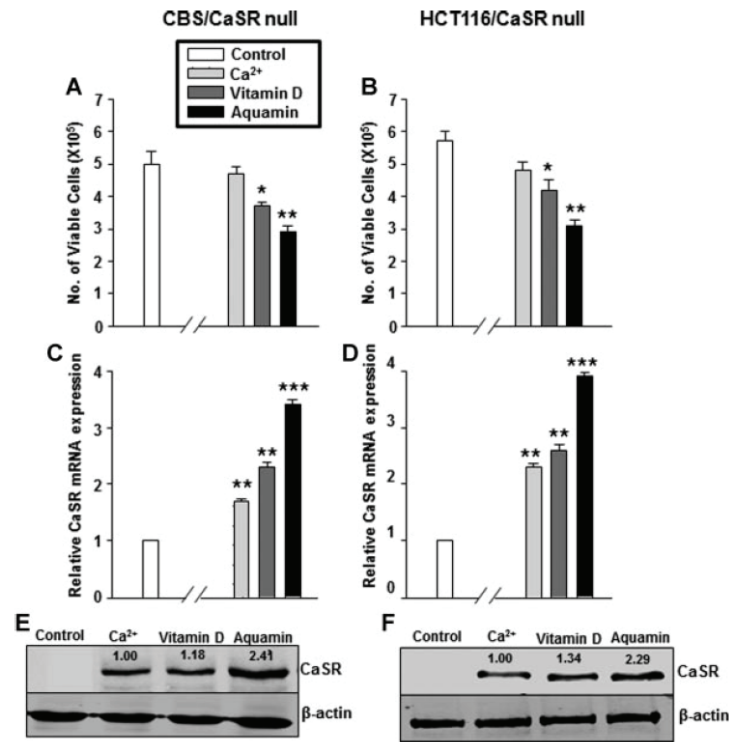 CBS/CaSR null
HCT116/CaSR null
Control
Ca²⁺
Vitamin D
Aquamin
A
No. of Viable Cells (X10⁵)
7
6
5
4
3
2
1
0
*
**
B
No. of Viable Cells (X10⁵)
7
6
5
4
3
2
1
0
*
**
C
Relative CaSR mRNA expression
4
3
2
1
0
**
**
***
D
Relative CaSR mRNA expression
4
3
2
1
0
**
**
***
E
Control Ca²⁺ Vitamin D Aquamin
1.00 1.18 2.41
CaSR
β-actin
F
Control Ca²⁺ Vitamin D Aquamin
1.00 1.34 2.29
CaSR
β-actin